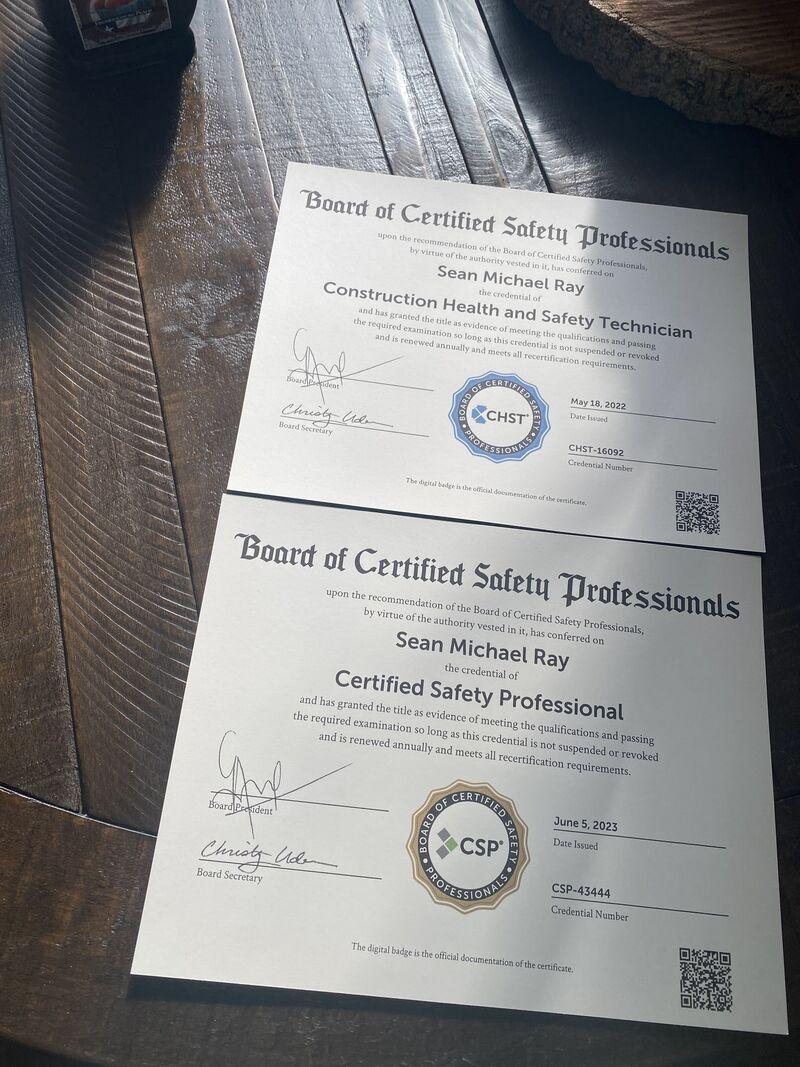 Board of Certified Safety Professionals
upon the recommendation of the Board of Certified Safety Professionals,
by virtue of the authority vested in it, has conferred on
Sean Michael Ray
the credential of
Construction Health and Safety Technician
and has granted the title as evidence of meeting the qualifications and passing
the required examination so long as this credential is not suspended or revoked
and is renewed annually and meets all recertification requirements.
Board President
Christy Uden
Board Secretary
BOARD OF CERTIFIED SAFETY
CHST®
PROFESSIONALS
May 18, 2022
Date Issued
CHST-16092
Credential Number
The digital badge is the official documentation of the certificate.
Board of Certified Safety Professionals
upon the recommendation of the Board of Certified Safety Professionals,
by virtue of the authority vested in it, has conferred on
Sean Michael Ray
the credential of
Certified Safety Professional
and has granted the title as evidence of meeting the qualifications and passing
the required examination so long as this credential is not suspended or revoked
and is renewed annually and meets all recertification requirements.
Board President
Christy Uden
Board Secretary
BOARD OF CERTIFIED SAFETY
CSP®
PROFESSIONALS
June 5, 2023
Date Issued
CSP-43444
Credential Number
The digital badge is the official documentation of the certificate.